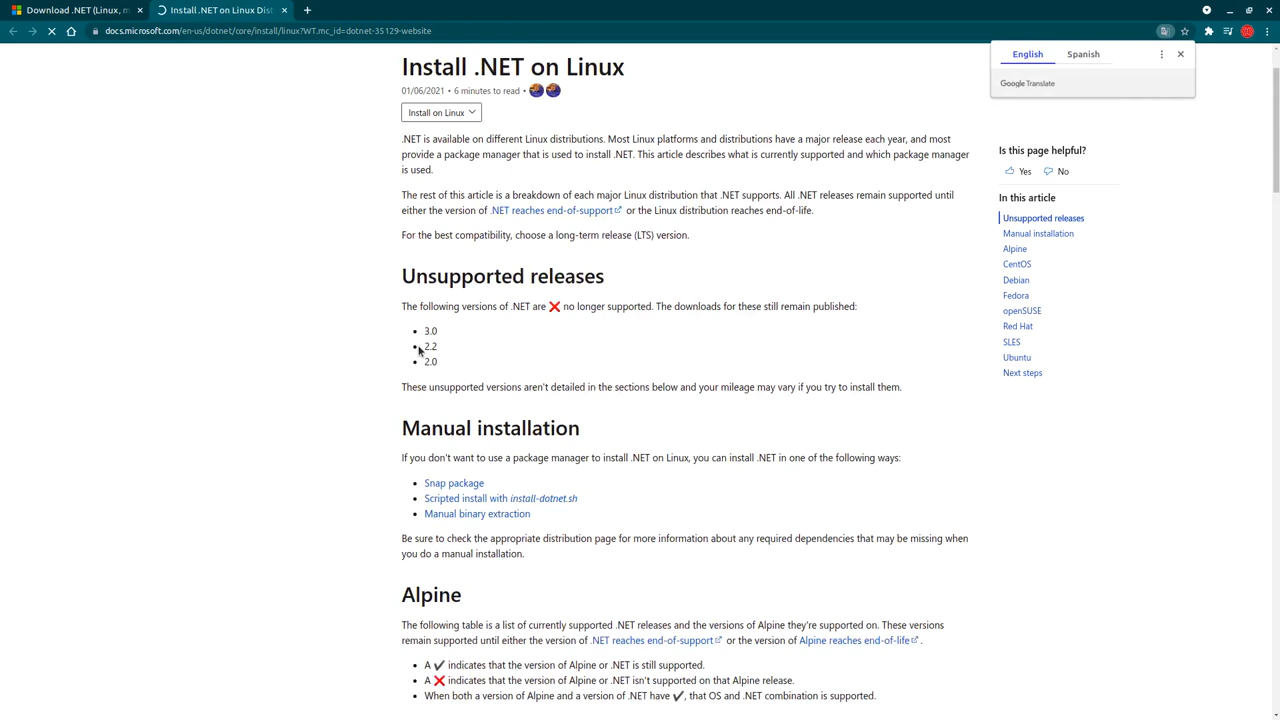 Download .NET (Linux, m
Install .NET on Linux Dist
docs.microsoft.com/en-us/dotnet/core/install/linux?WT.mc_id=dotnet-35129-website
English
Spanish
Google Translate
Install .NET on Linux
01/06/2021 • 6 minutes to read •
Install on Linux
.NET is available on different Linux distributions. Most Linux platforms and distributions have a major release each year, and most
provide a package manager that is used to install .NET. This article describes what is currently supported and which package manager
is used.
The rest of this article is a breakdown of each major Linux distribution that .NET supports. All .NET releases remain supported until
either the version of .NET reaches end-of-support or the Linux distribution reaches end-of-life.
For the best compatibility, choose a long-term release (LTS) version.
Unsupported releases
The following versions of .NET are ❌ no longer supported. The downloads for these still remain published:
• 3.0
• 2.2
• 2.0
These unsupported versions aren't detailed in the sections below and your mileage may vary if you try to install them.
Manual installation
If you don't want to use a package manager to install .NET on Linux, you can install .NET in one of the following ways:
• Snap package
• Scripted install with install-dotnet.sh
• Manual binary extraction
Be sure to check the appropriate distribution page for more information about any required dependencies that may be missing when
you do a manual installation.
Alpine
The following table is a list of currently supported .NET releases and the versions of Alpine they're supported on. These versions
remain supported until either the version of .NET reaches end-of-support or the version of Alpine reaches end-of-life .
• A ✔ indicates that the version of Alpine or .NET is still supported.
• A ❌ indicates that the version of Alpine or .NET isn't supported on that Alpine release.
• When both a version of Alpine and a version of .NET have ✔, that OS and .NET combination is supported.
Is this page helpful?
Yes
No
In this article
Unsupported releases
Manual installation
Alpine
CentOS
Debian
Fedora
openSUSE
Red Hat
SLES
Ubuntu
Next steps